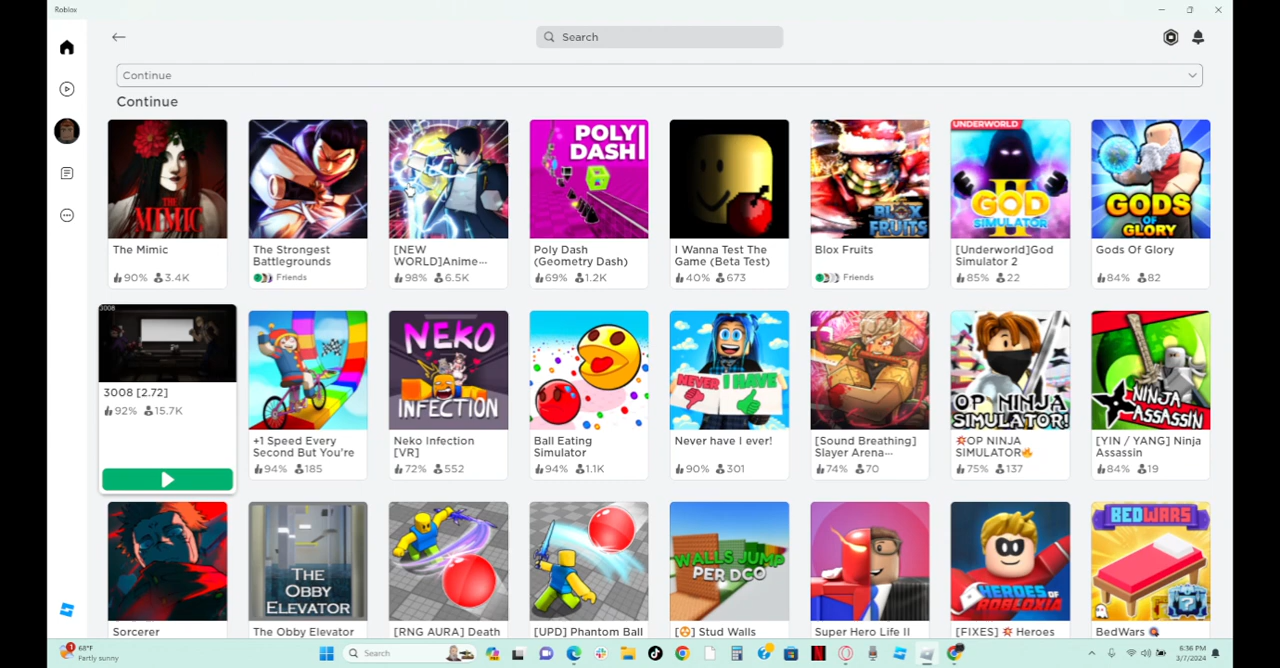 Roblox
Search
Continue
Continue
THE MIMIC
POLY DASH!
BLOX FRUITS
UNDERWORLD
GOD SIMULATOR II
GODS OF GLORY
The Mimic
The Strongest Battlegrounds
[NEW WORLD]Anime...
Poly Dash (Geometry Dash)
I Wanna Test The Game (Beta Test)
Blox Fruits
[Underworld]God Simulator 2
Gods Of Glory
90% 3.4K
Friends
98% 6.5K
69% 1.2K
40% 673
Friends
85% 22
84% 82
3008
NEKO INFECTION
NEVER I HAVE
OP NINJA SIMULATOR!
NINJA ASSASSIN
3008 [2.72]
92% 15.7K
+1 Speed Every Second But You're
Neko Infection [VR]
Ball Eating Simulator
Never have I ever!
[Sound Breathing] Slayer Arena...
💥OP NINJA SIMULATOR🔥
[YIN / YANG] Ninja Assassin
94% 185
72% 552
94% 1.1K
90% 301
74% 70
75% 137
84% 19
THE OBBY ELEVATOR
WALLS JUMP PER DCO
HEROES OF ROBLOXIA
BEDWARS
Sorcerer
The Obby Elevator
[RNG AURA] Death
[UPD] Phantom Ball
Stud Walls
Super Hero Life II
[FIXES] 💥 Heroes
BedWars
1
68°F
Partly sunny
Search
6:36 PM
3/7/2024